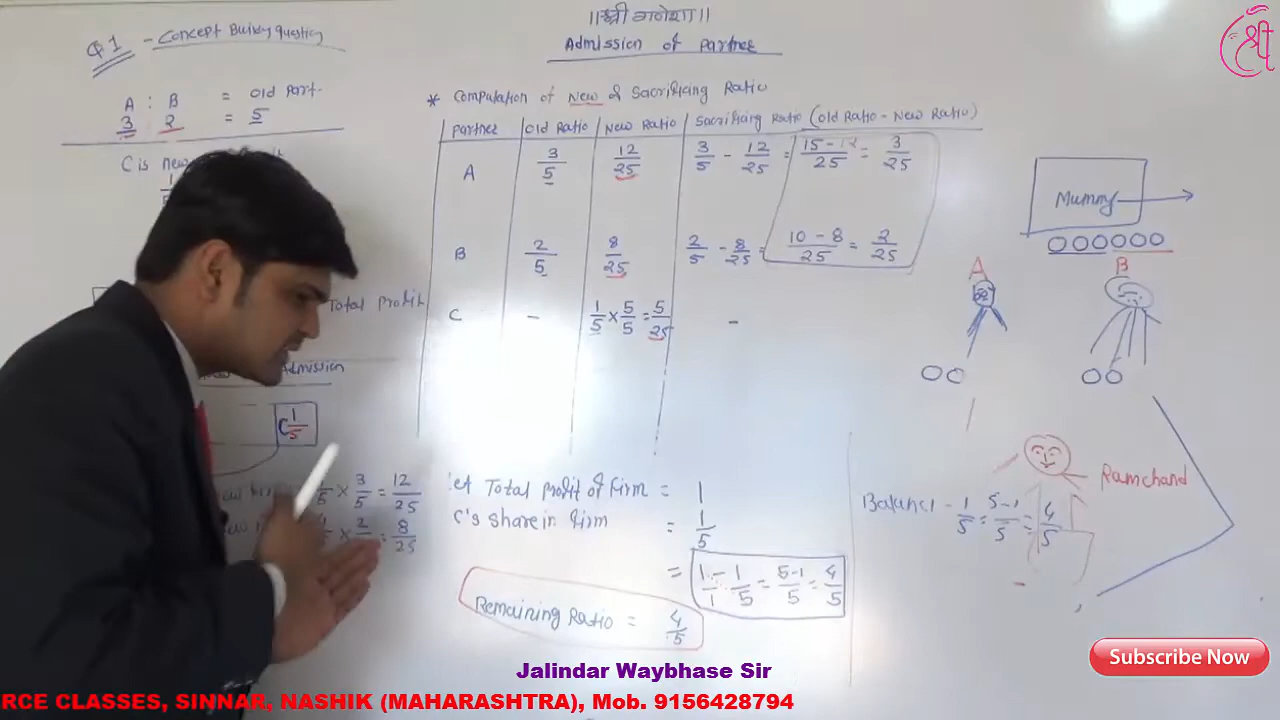 ॥श्री गणेशा॥
Admission of Partner
श्री
Q.1 - Concept Buiney Question
A : B = Old Part.
3 2 = 5
C is new
* Computation of New & Sacrificing Ratio
Partner Old Ratio New Ratio Sacrificing Ratio (Old Ratio - New Ratio)
A 3/5 12/25 3/5 - 12/25 = 15-12/25 = 3/25
B 2/5 8/25 2/5 - 8/25 = 10-8/25 = 2/25
C - 1/5 × 5/5 = 5/25 -
Total Profit
Admission
C 1/5
× 3/5 = 12/25
× 2/5 = 8/25
Mummy
A B
Ramchand
Let Total Profit of Firm = 1
C's Share in Firm = 1/5
= 1/1 - 1/5 = 5-1/5 = 4/5
Remaining Ratio = 4/5
Balance - 1/5 = 5-1/5 = 4/5
Subscribe Now
Jalindar Waybhase Sir
RCE CLASSES, SINNAR, NASHIK (MAHARASHTRA), Mob. 9156428794